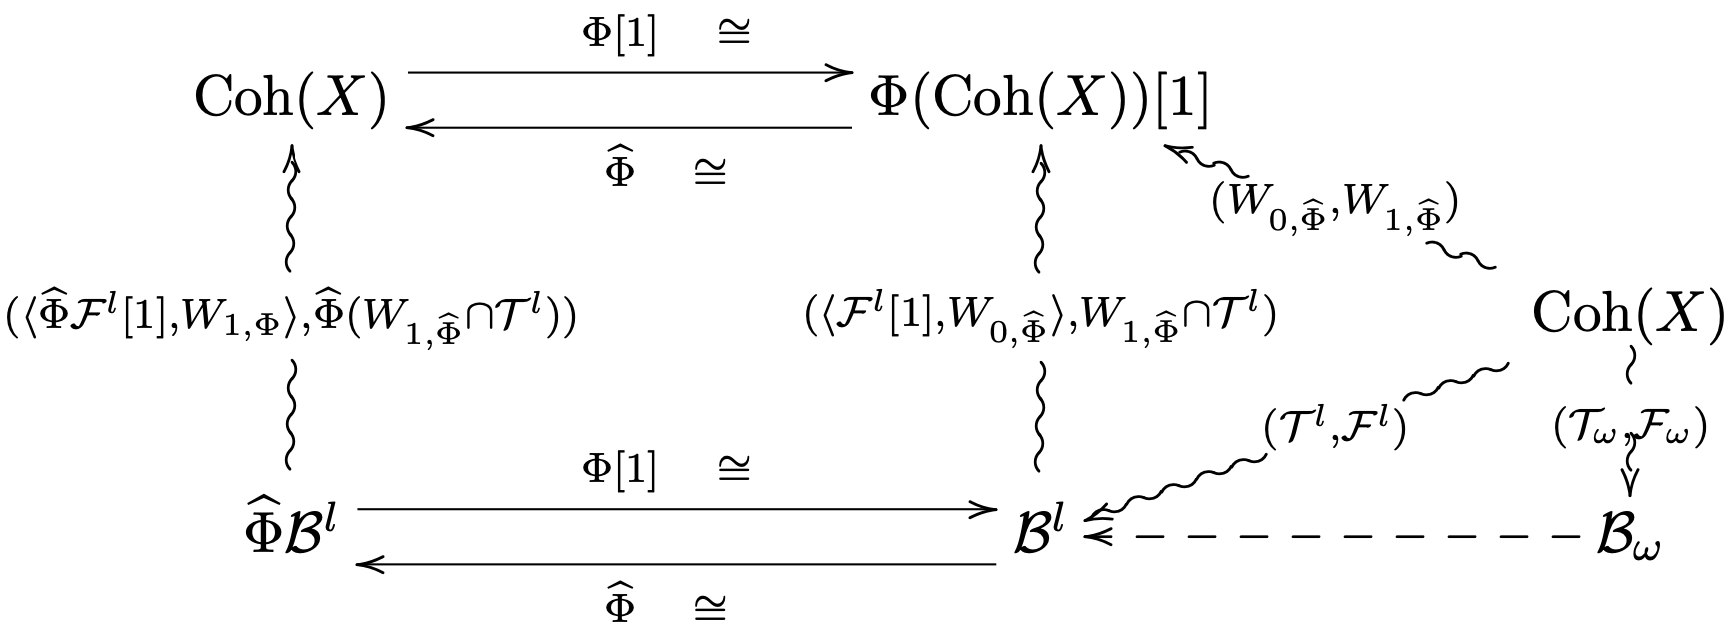 Φ[1] ≅
Coh(X) Φ(Coh(X))[1]
Φ̂ ≅
(W_{0,Φ̂},W_{1,Φ̂})
(⟨Φ̂ℱ^l[1],W_{1,Φ}⟩,Φ̂(W_{1,Φ̂}∩𝒯^l)) (⟨ℱ^l[1],W_{0,Φ̂}⟩,W_{1,Φ̂}∩𝒯^l) Coh(X)
(𝒯^l,ℱ^l) (𝒯_ω,ℱ_ω)
Φ[1] ≅
Φ̂ℬ^l ℬ^l ℬ_ω
Φ̂ ≅